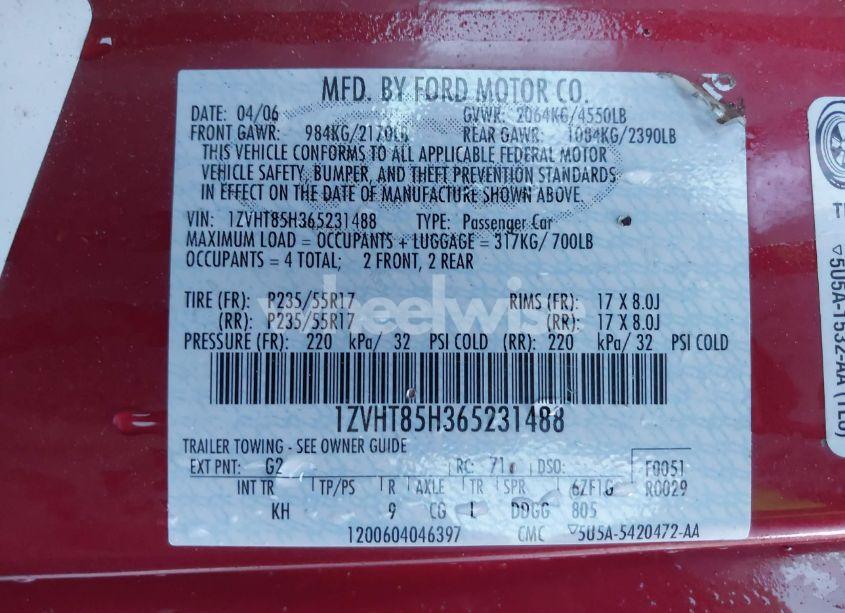 MFD. BY FORD MOTOR CO.
DATE: 04/06 GVWR: 2064KG/4550LB
FRONT GAWR: 984KG/2170LB REAR GAWR: 1084KG/2390LB
THIS VEHICLE CONFORMS TO ALL APPLICABLE FEDERAL MOTOR
VEHICLE SAFETY, BUMPER, AND THEFT PREVENTION STANDARDS
IN EFFECT ON THE DATE OF MANUFACTURE SHOWN ABOVE.
VIN: 1ZVHT85H365231488 TYPE: Passenger Car
MAXIMUM LOAD = OCCUPANTS + LUGGAGE = 317KG/ 700LB
OCCUPANTS = 4 TOTAL; 2 FRONT, 2 REAR
TIRE (FR): P235/55R17 RIMS (FR): 17 X 8.0J
(RR): P235/55R17 (RR): 17 X 8.0J
wheelwise
PRESSURE (FR): 220 kPa/ 32 PSI COLD (RR): 220 kPa/ 32 PSI COLD
1ZVHT85H365231488
TRAILER TOWING - SEE OWNER GUIDE
EXT PNT: G2 RC: 71 DSO: F0051
INT TR TP/PS R AXLE TR SPR 6ZF1G R0029
KH 9 CG L DDGG 805
1200604046397 CMC ▽5U5A-5420472-AA
▽5U5A-1532-AA